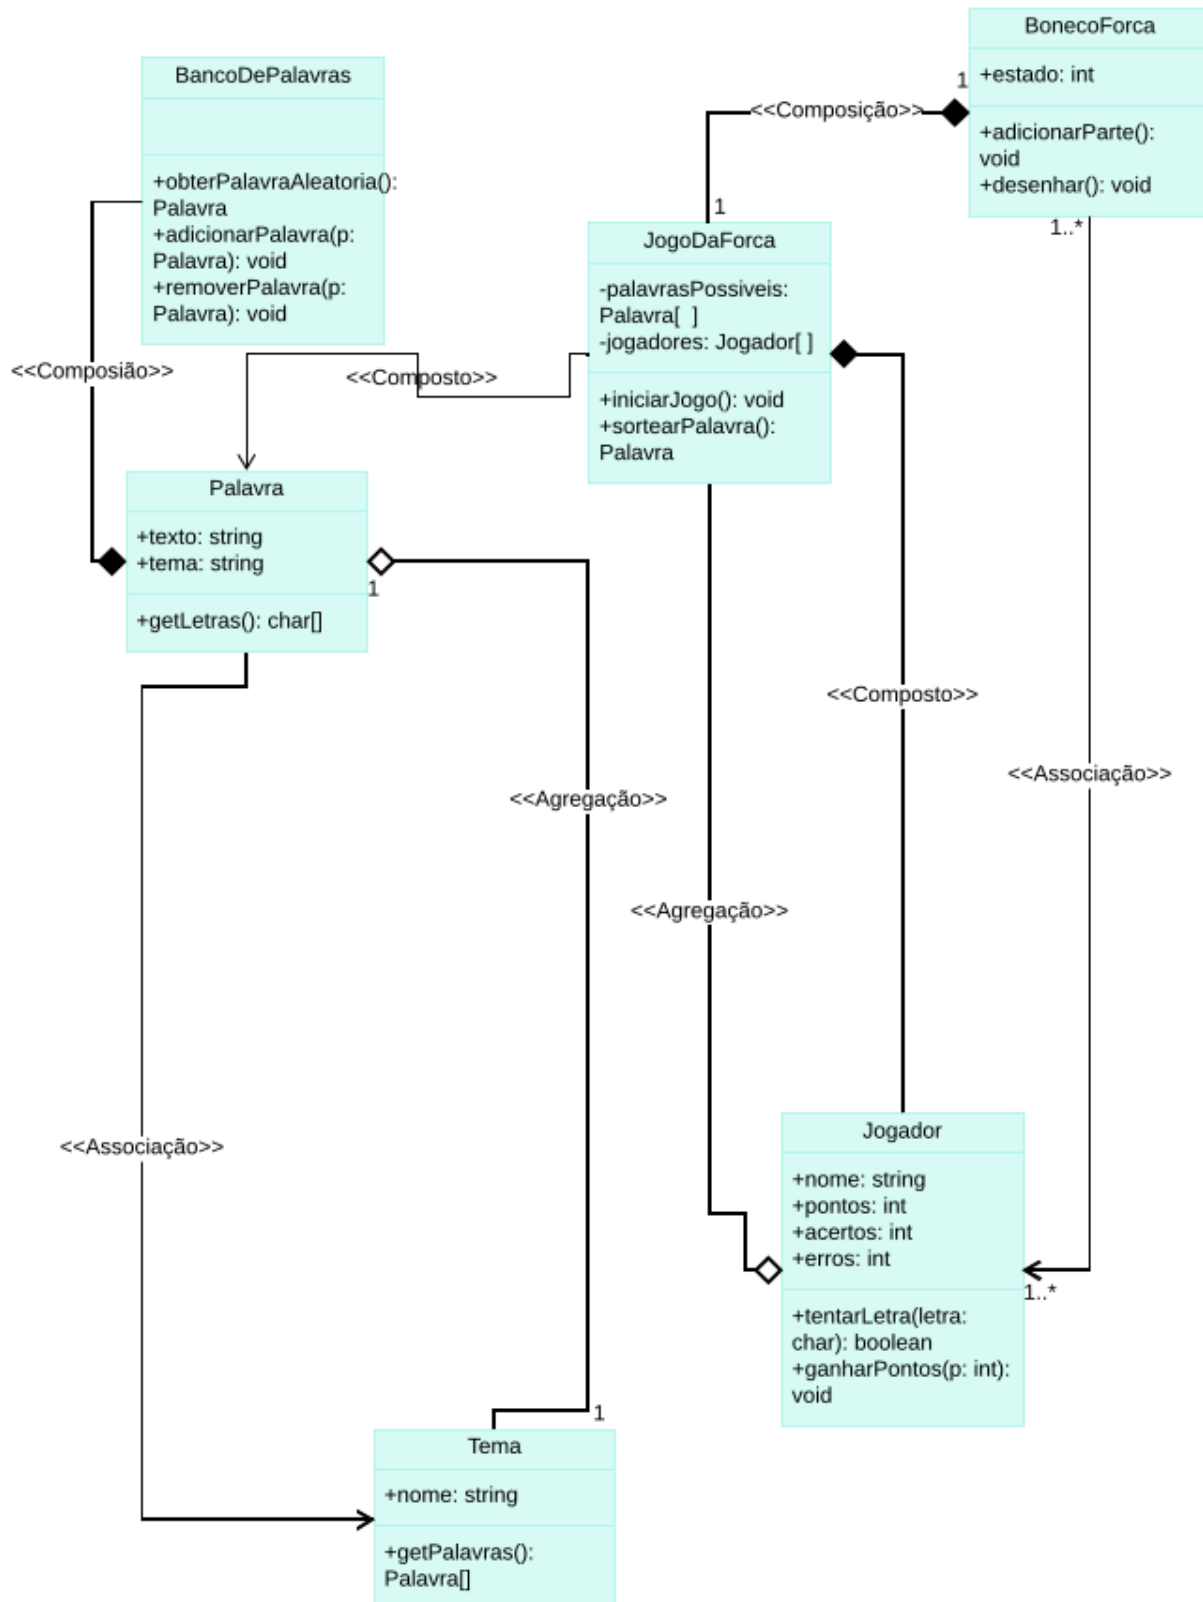 BonecoForca
+estado: int
+adicionarParte():
void
+desenhar(): void
1
1..*
<<Composição>>
1
BancoDePalavras
+obterPalavraAleatoria():
Palavra
+adicionarPalavra(p:
Palavra): void
+removerPalavra(p:
Palavra): void
JogoDaForca
-palavrasPossiveis:
Palavra[ ]
-jogadores: Jogador[ ]
+iniciarJogo(): void
+sortearPalavra():
Palavra
<<Composião>>
<<Composto>>
Palavra
+texto: string
+tema: string
+getLetras(): char[]
1
<<Composto>>
<<Associação>>
<<Agregação>>
<<Agregação>>
<<Associação>>
Jogador
+nome: string
+pontos: int
+acertos: int
+erros: int
+tentarLetra(letra:
char): boolean
+ganharPontos(p: int):
void
1..*
1
Tema
+nome: string
+getPalavras():
Palavra[]